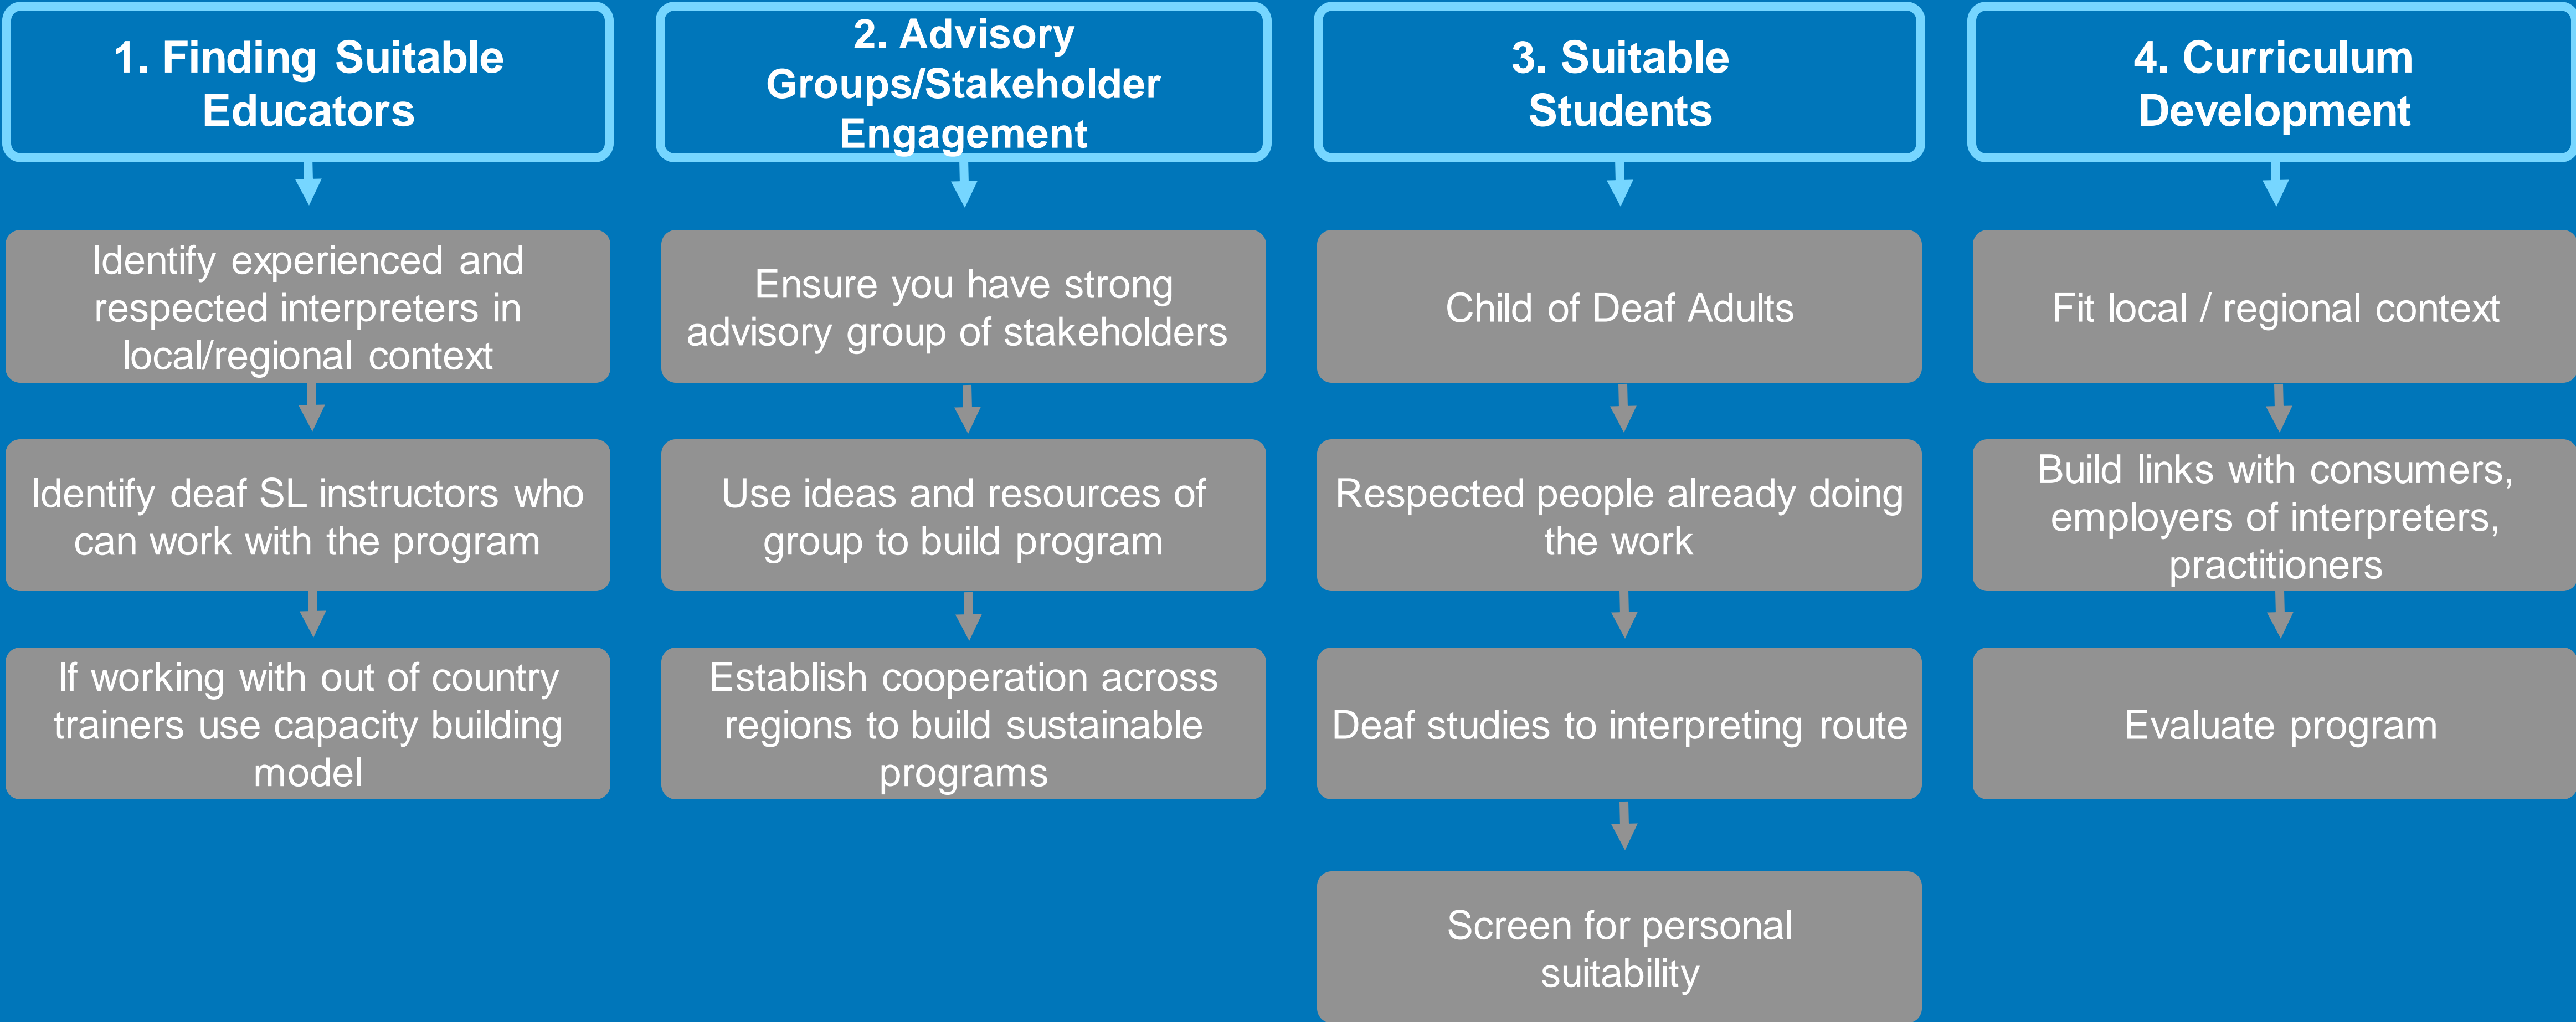 1. Finding Suitable
Educators
Identify experienced and
respected interpreters in
local/regional context
Identify deaf SL instructors who
can work with the program
If working with out of country
trainers use capacity building
model
2. Advisory
Groups/Stakeholder
Engagement
Ensure you have strong
advisory group of stakeholders
Use ideas and resources of
group to build program
Establish cooperation across
regions to build sustainable
programs
3. Suitable
Students
Child of Deaf Adults
Respected people already doing
the work
Deaf studies to interpreting route
Screen for personal
suitability
4. Curriculum
Development
Fit local / regional context
Build links with consumers,
employers of interpreters,
practitioners
Evaluate program